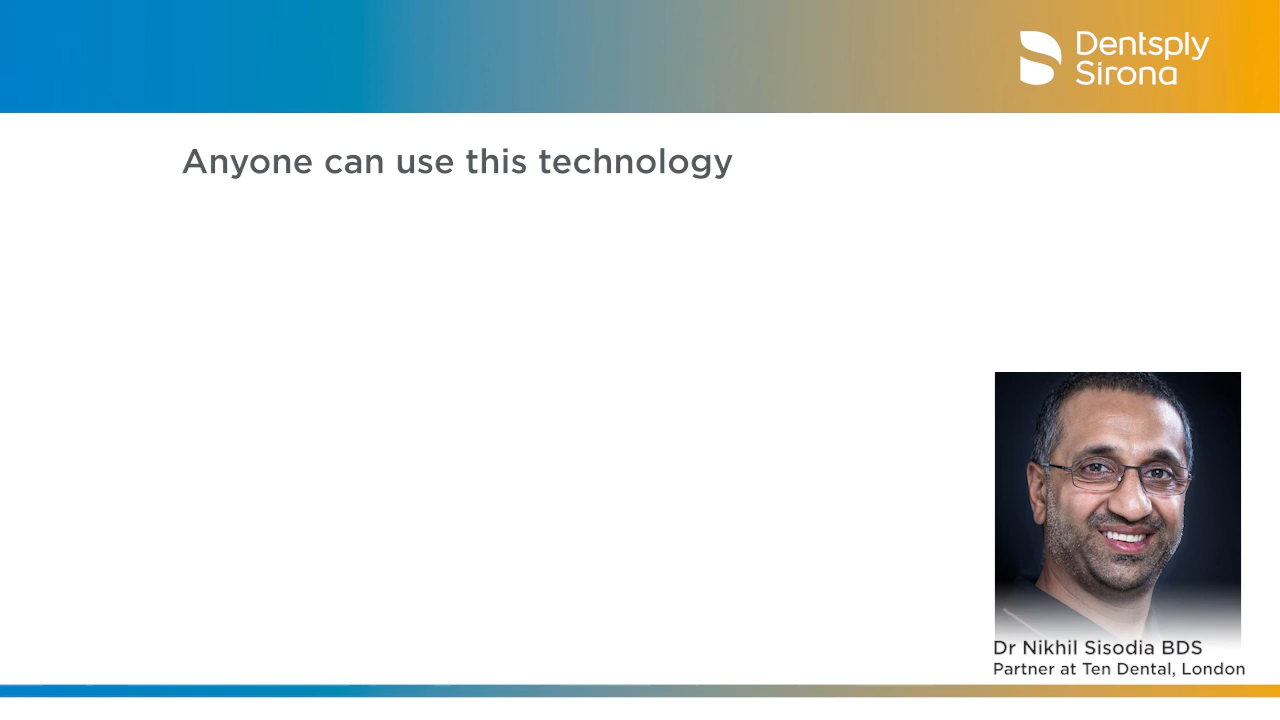 Dentsply
Sirona
Anyone can use this technology
Dr Nikhil Sisodia BDS
Partner at Ten Dental, London